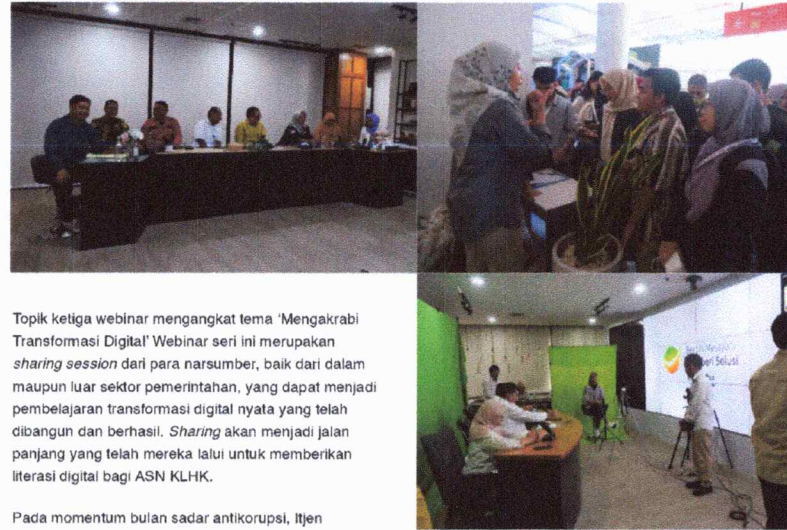 Topik ketiga webinar mengangkat tema 'Mengakrabi
Transformasi Digital' Webinar seri ini merupakan
sharing session dari para narsumber, baik dari dalam
maupun luar sektor pemerintahan, yang dapat menjadi
pembelajaran transformasi digital nyata yang telah
dibangun dan berhasil. Sharing akan menjadi jalan
panjang yang telah mereka lalui untuk memberikan
literasi digital bagi ASN KLHK.
Pada momentum bulan sadar antikorupsi, Itjen
Solusi